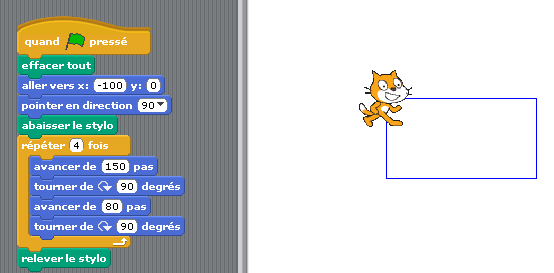 quand pressé
effacer tout
aller vers x: -100 y: 0
pointer en direction 90
abaisser le stylo
répéter 4 fois
avancer de 150 pas
tourner de 90 degrés
avancer de 80 pas
tourner de 90 degrés
relever le stylo